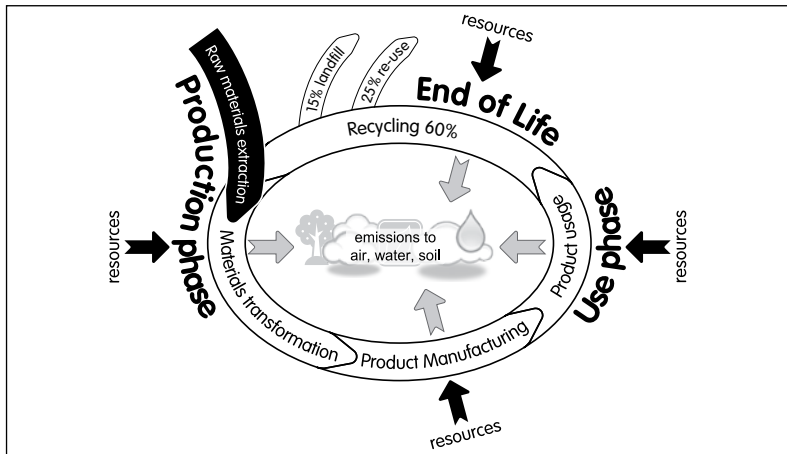 resources
Raw materials extraction
15% landfill
25% re-use
End of Life
Recycling 60%
Production phase
resources
Materials transformation
emissions to
air, water, soil
Product usage
Use phase
resources
Product Manufacturing
resources